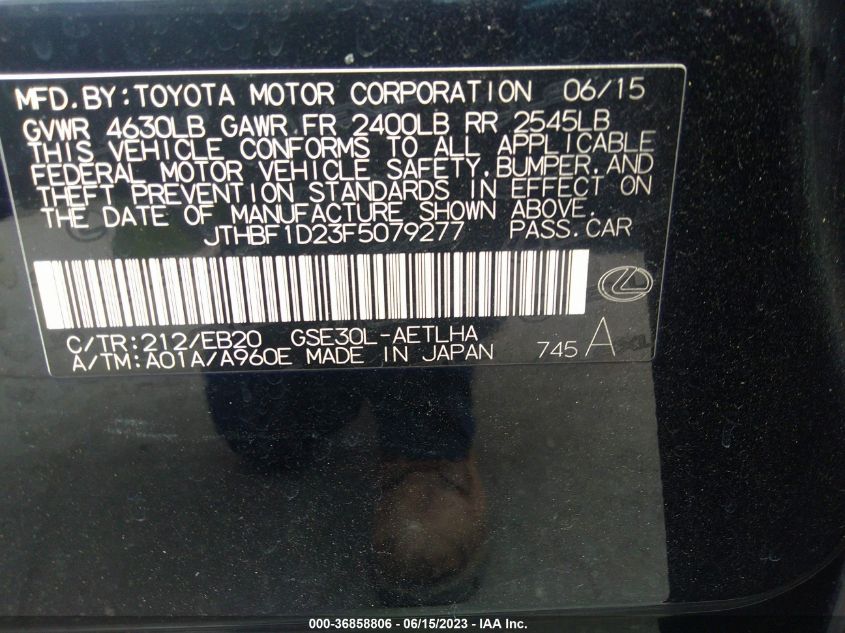 MFD.BY:TOYOTA MOTOR CORPORATION 06/15
GVWR 4630LB GAWR FR 2400LB RR 2545LB
THIS VEHICLE CONFORMS TO ALL APPLICABLE
FEDERAL MOTOR VEHICLE SAFETY,BUMPER,AND
THEFT PREVENTION STANDARDS IN EFFECT ON
THE DATE OF MANUFACTURE SHOWN ABOVE.
JTHBF1D23F5079277 PASS.CAR
C/TR:212/EB20 GSE30L-AETLHA
A/TM:A01A/A960E MADE IN JAPAN 745 A
000-36858806 - 06/15/2023 - IAA Inc.